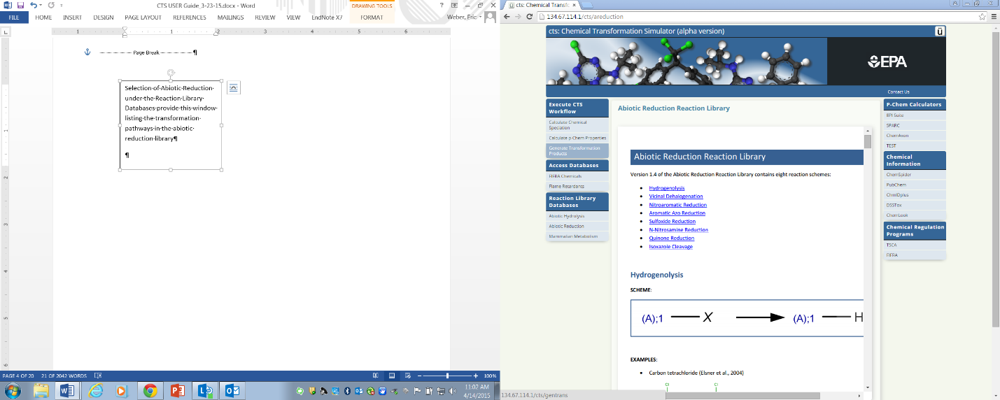 CTS USER Guide_3-23-15.docx - Word
DRAWING TOOLS
FILE HOME INSERT DESIGN PAGE LAYOUT REFERENCES MAILINGS REVIEW VIEW EndNote X7 FORMAT Weber, Eric
Page Break
Selection of Abiotic Reduction
under the Reaction Library
Databases provide this window
listing the transformation
pathways in the abiotic
reduction library¶
¶
PAGE 4 OF 20 21 OF 2042 WORDS 100%
11:02 AM
4/14/2015
cts: Chemical Transfo
134.67.114.1/cts/areduction
cts: Chemical Transformation Simulator (alpha version)
ü
EPA
Contact Us
Execute CTS
Workflow
Calculate Chemical
Speciation
Calculate p-Chem Properties
Generate Transformation
Products
Access Databases
FIFRA Chemicals
Flame Retardants
Reaction Library
Databases
Abiotic Hydrolysis
Abiotic Reduction
Mammalian Metabolism
Abiotic Reduction Reaction Library
Abiotic Reduction Reaction Library
Version 1.4 of the Abiotic Reduction Reaction Library contains eight reaction schemes:
• Hydrogenolysis
• Vicinal Dehalogenation
• Nitroaromatic Reduction
• Aromatic Azo Reduction
• Sulfoxide Reduction
• N-Nitrosamine Reduction
• Quinone Reduction
• Isoxazole Cleavage
Hydrogenolysis
SCHEME:
(A);1 X (A);1 H
EXAMPLES:
• Carbon tetrachloride (Elsner et al., 2004)
Cl Cl
P-Chem Calculators
EPI Suite
SPARC
ChemAxon
TEST
Chemical
Information
ChemSpider
PubChem
ChmIDplus
DSSTox
ChemLook
Chemical Regulation
Programs
TSCA
FIFRA
134.67.114.1/cts/gentrans